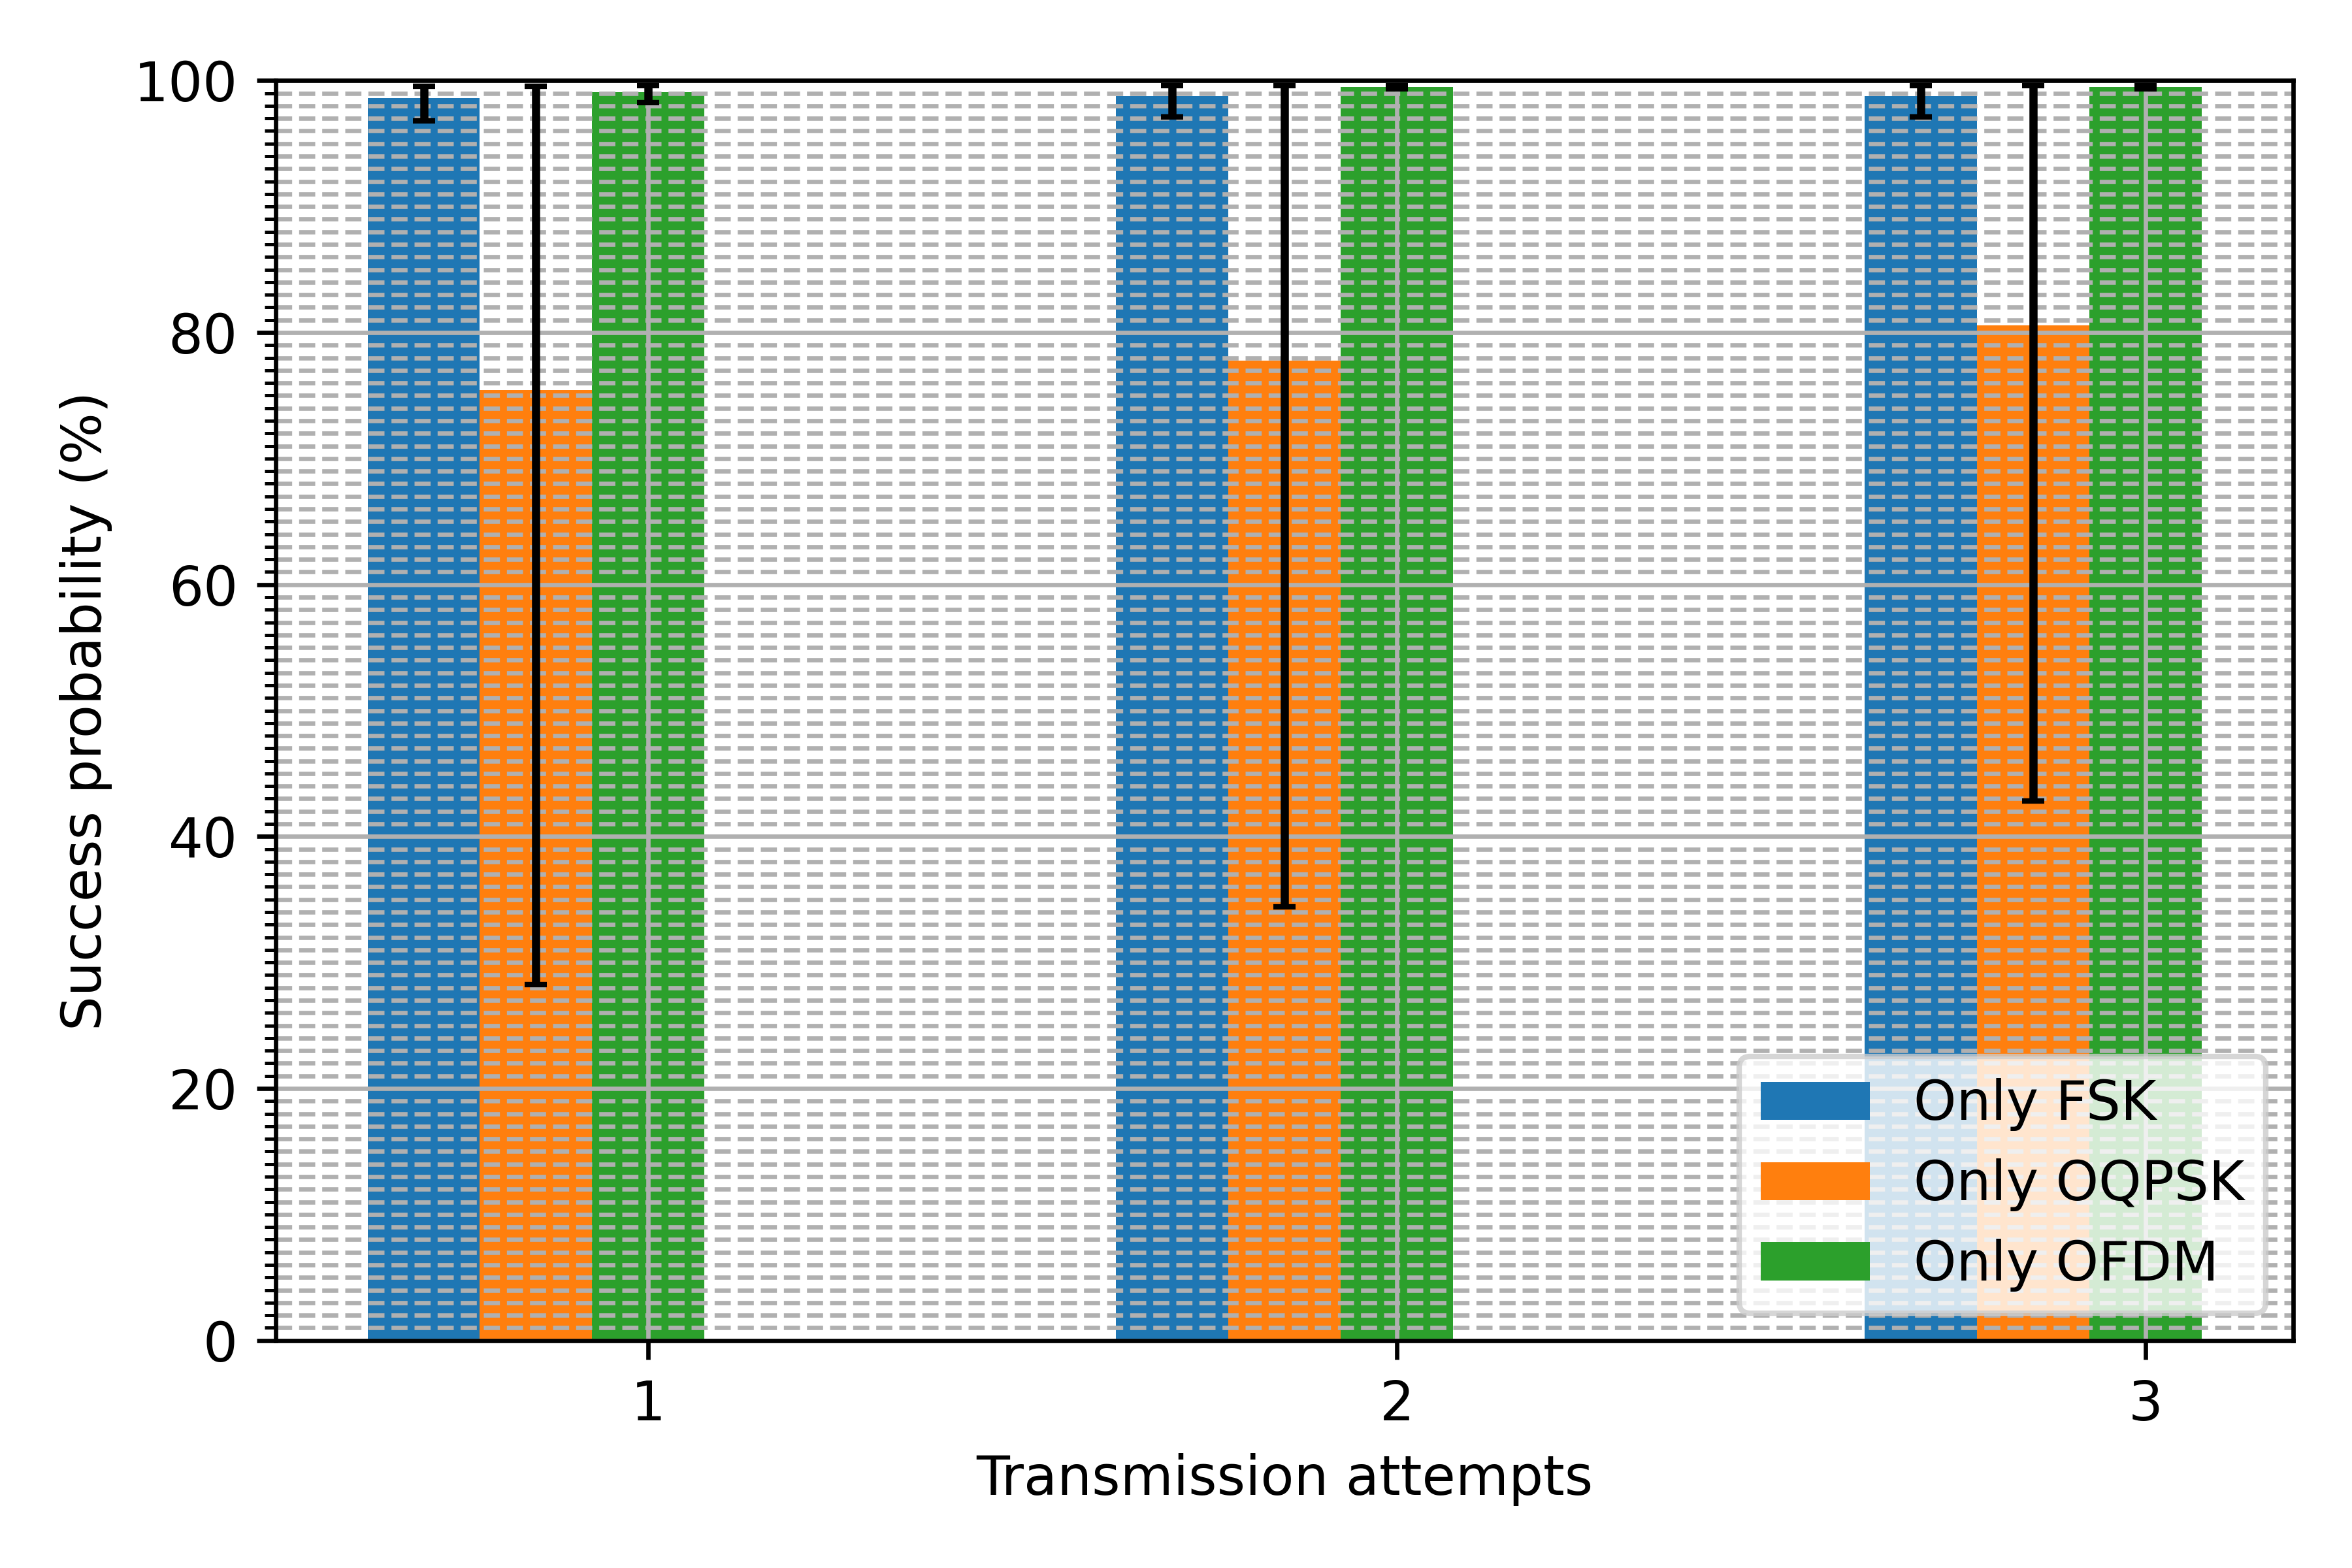 Success probability (%)
100
80
60
40
20
0
1
2
3
Transmission attempts
Only FSK
Only OQPSK
Only OFDM